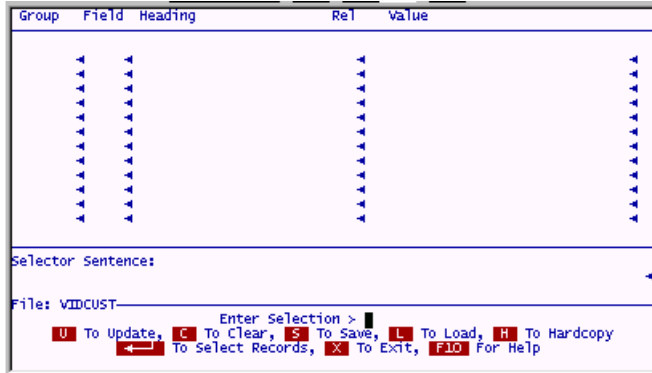 Group Field Heading Rel Value
Selector Sentence:
File: VIDCUST
Enter Selection >
U To Update, C To Clear, S To Save, L To Load, H To Hardcopy
To Select Records, X To Exit, F10 For Help